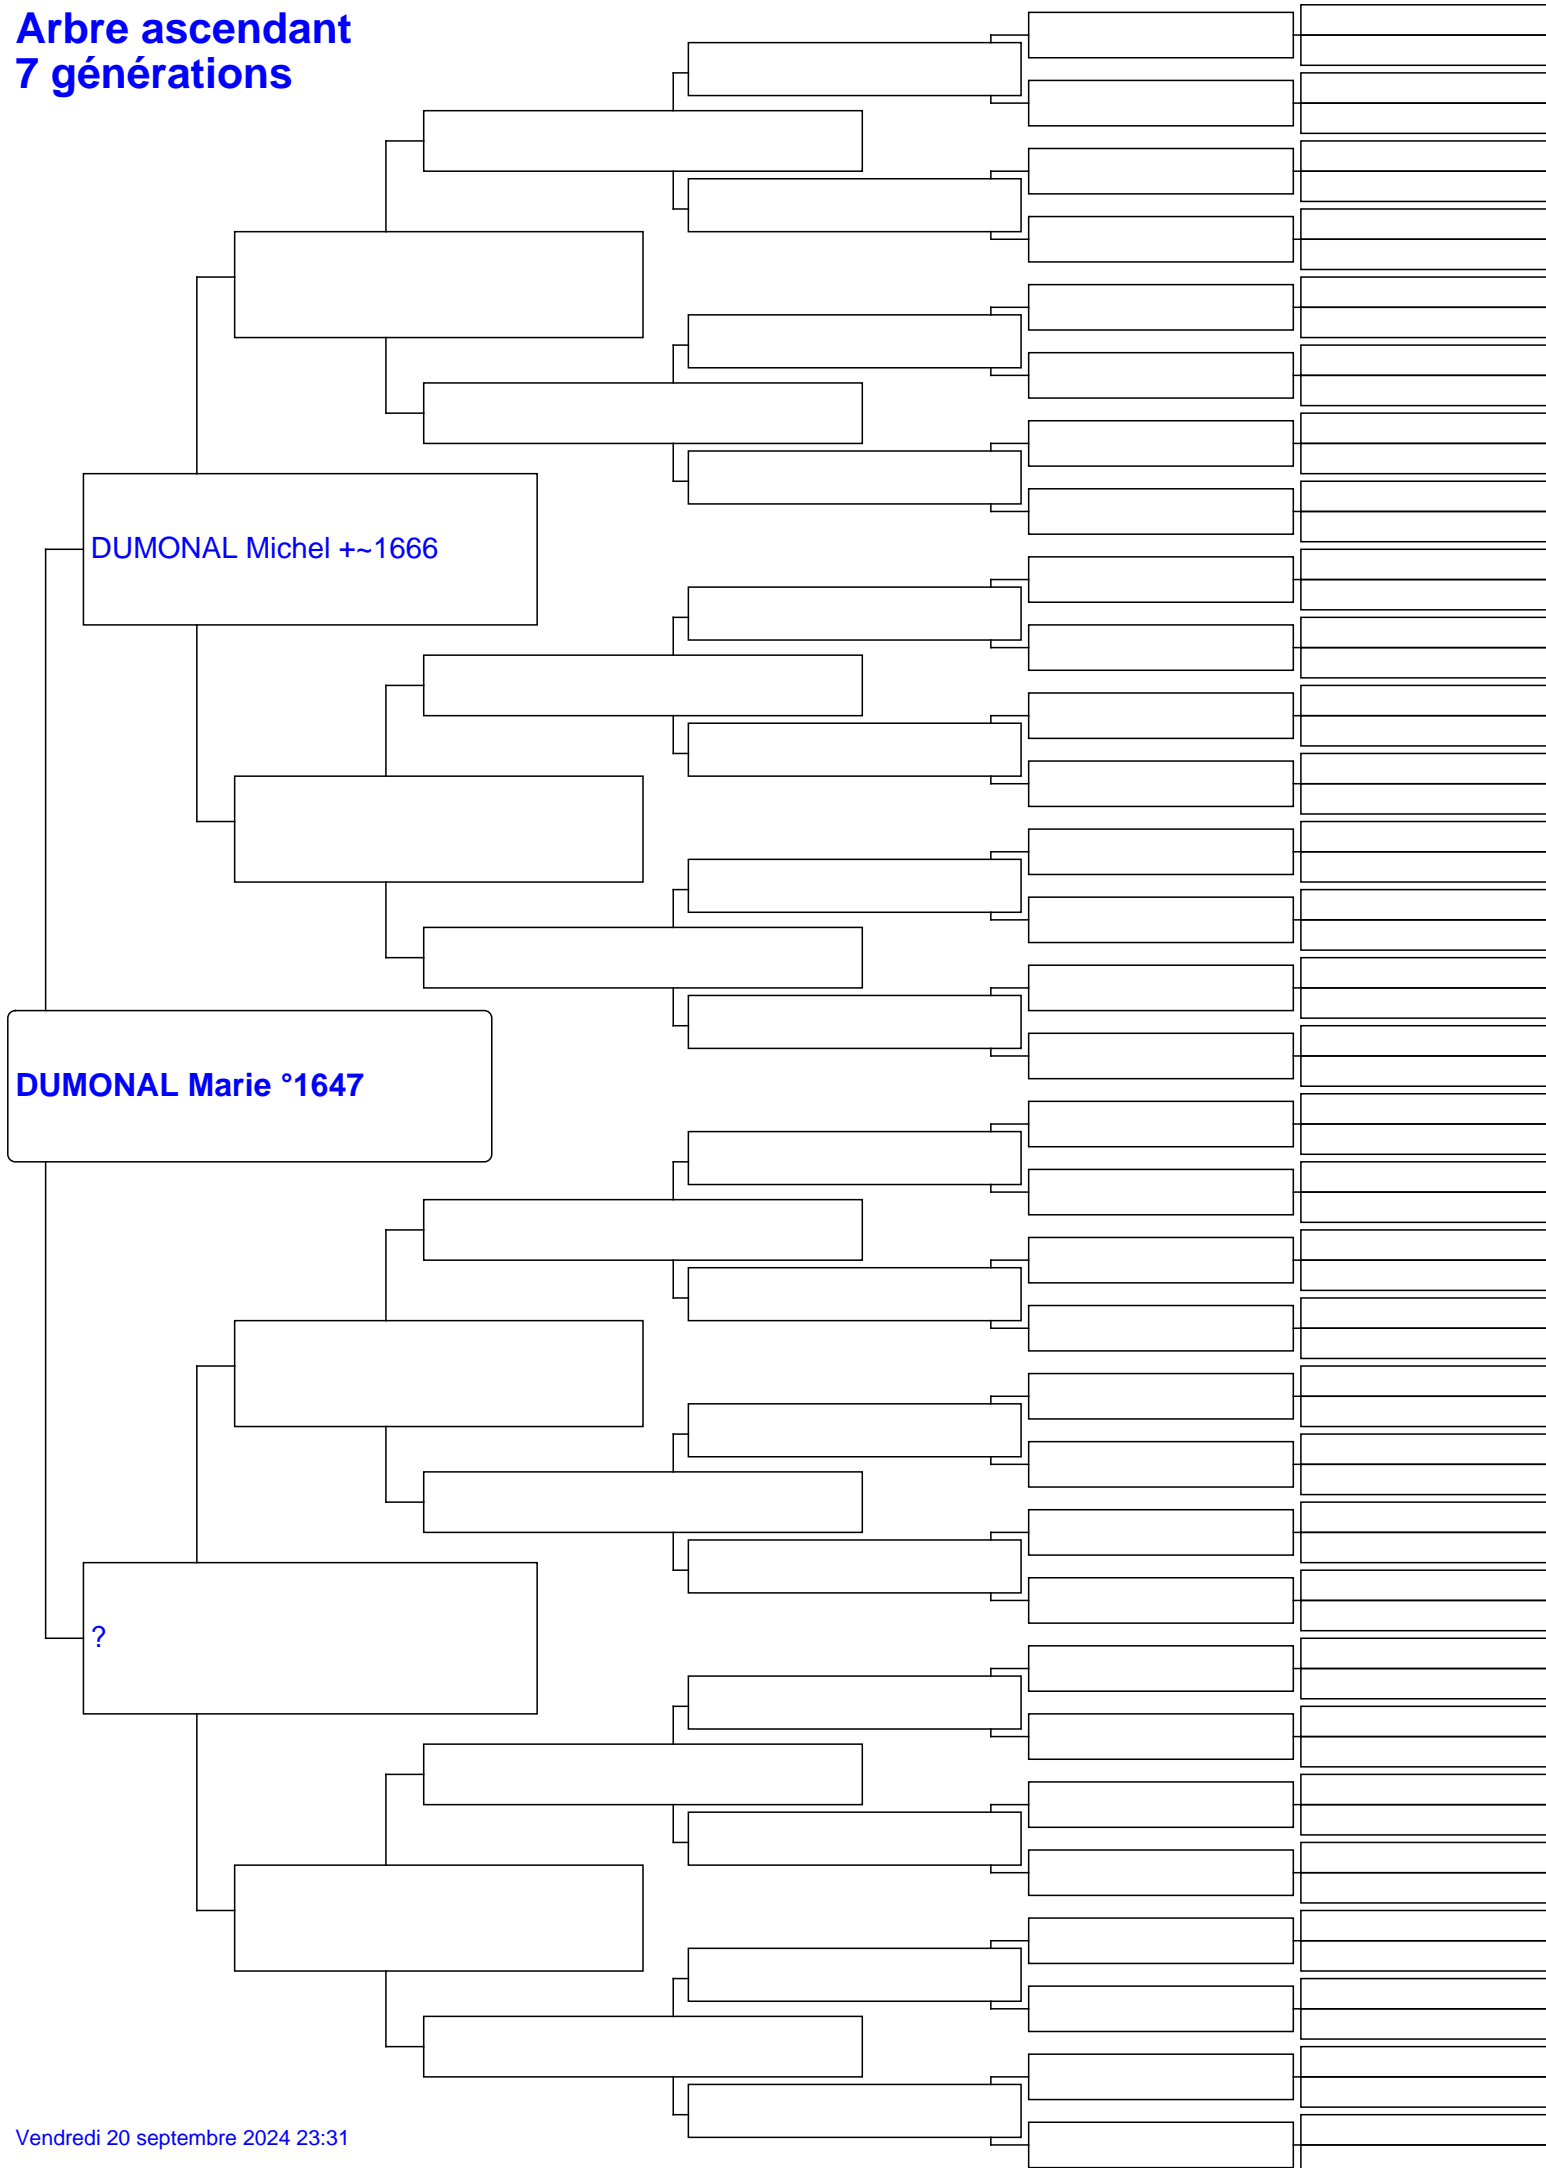 Arbre ascendant
7 générations
DUMONAL Michel +~1666
DUMONAL Marie °1647
?
Vendredi 20 septembre 2024 23:31